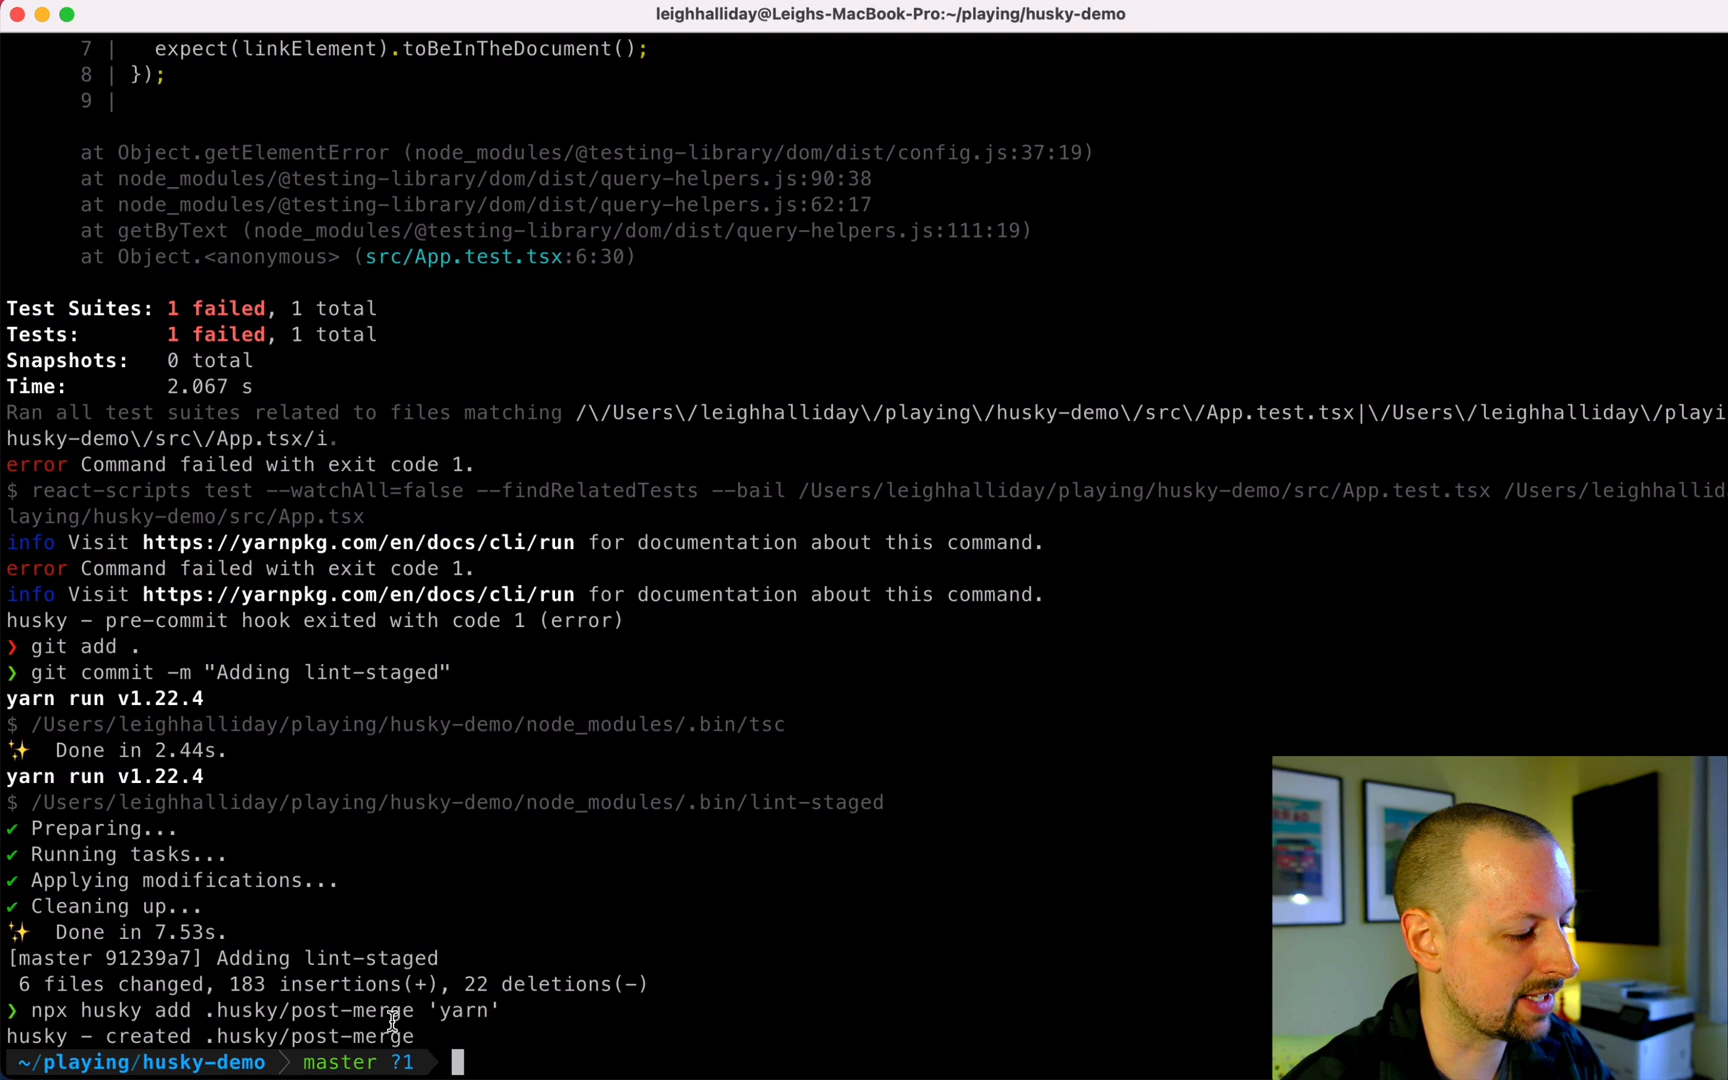 leighhalliday@Leighs-MacBook-Pro:~/playing/husky-demo
7 |   expect(linkElement).toBeInTheDocument();
8 | });
9 |
at Object.getElementError (node_modules/@testing-library/dom/dist/config.js:37:19)
at node_modules/@testing-library/dom/dist/query-helpers.js:90:38
at node_modules/@testing-library/dom/dist/query-helpers.js:62:17
at getByText (node_modules/@testing-library/dom/dist/query-helpers.js:111:19)
at Object.<anonymous> (src/App.test.tsx:6:30)
Test Suites: 1 failed, 1 total
Tests:       1 failed, 1 total
Snapshots:   0 total
Time:        2.067 s
Ran all test suites related to files matching /\/Users\/leighhalliday\/playing\/husky-demo\/src\/App.test.tsx|\/Users\/leighhalliday\/playi
husky-demo\/src\/App.tsx/i.
error Command failed with exit code 1.
$ react-scripts test --watchAll=false --findRelatedTests --bail /Users/leighhalliday/playing/husky-demo/src/App.test.tsx /Users/leighhallid
laying/husky-demo/src/App.tsx
info Visit https://yarnpkg.com/en/docs/cli/run for documentation about this command.
error Command failed with exit code 1.
info Visit https://yarnpkg.com/en/docs/cli/run for documentation about this command.
husky - pre-commit hook exited with code 1 (error)
❯ git add .
❯ git commit -m "Adding lint-staged"
yarn run v1.22.4
$ /Users/leighhalliday/playing/husky-demo/node_modules/.bin/tsc
✨  Done in 2.44s.
yarn run v1.22.4
$ /Users/leighhalliday/playing/husky-demo/node_modules/.bin/lint-staged
✔ Preparing...
✔ Running tasks...
✔ Applying modifications...
✔ Cleaning up...
✨  Done in 7.53s.
[master 91239a7] Adding lint-staged
6 files changed, 183 insertions(+), 22 deletions(-)
❯ npx husky add .husky/post-merge 'yarn'
husky - created .husky/post-merge
~/playing/husky-demo  master ?1